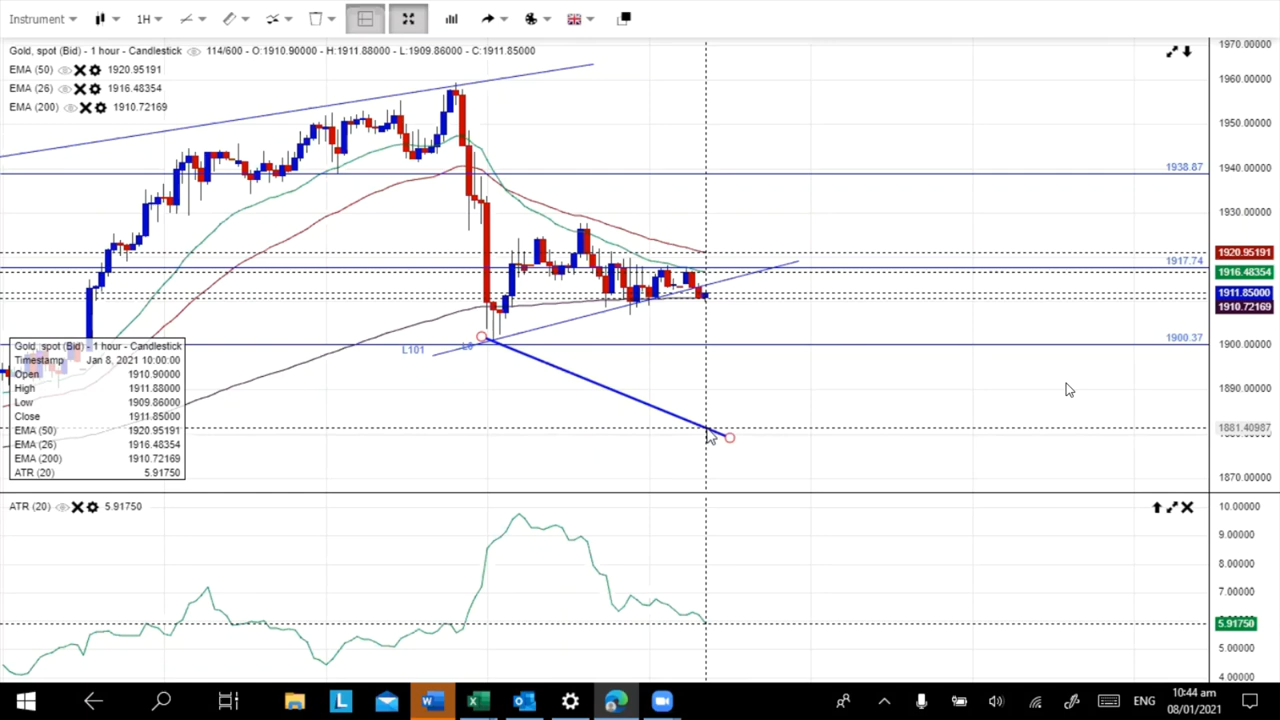 Instrument 1H
Gold, spot (Bid) - 1 hour - Candlestick 114/600 - O:1910.90000 - H:1911.88000 - L:1909.86000 - C:1911.85000
EMA (50) 1920.95191
EMA (26) 1916.48354
EMA (200) 1910.72169
1970.00000
1960.00000
1950.00000
1940.00000
1938.87
1930.00000
1920.95191
1917.74
1916.48354
1911.85000
1910.72169
1900.37
1900.00000
L101
L6
Gold, spot (Bid) - 1 hour - Candlestick
Timestamp Jan 8, 2021 10:00:00
Open 1910.90000
High 1911.88000
Low 1909.86000
Close 1911.85000
EMA (50) 1920.95191
EMA (26) 1916.48354
EMA (200) 1910.72169
ATR (20) 5.91750
1890.00000
1881.40987
1870.00000
ATR (20) 5.91750
10.00000
9.00000
8.00000
7.00000
5.91750
5.00000
4.00000
ENG
10:44 am
08/01/2021